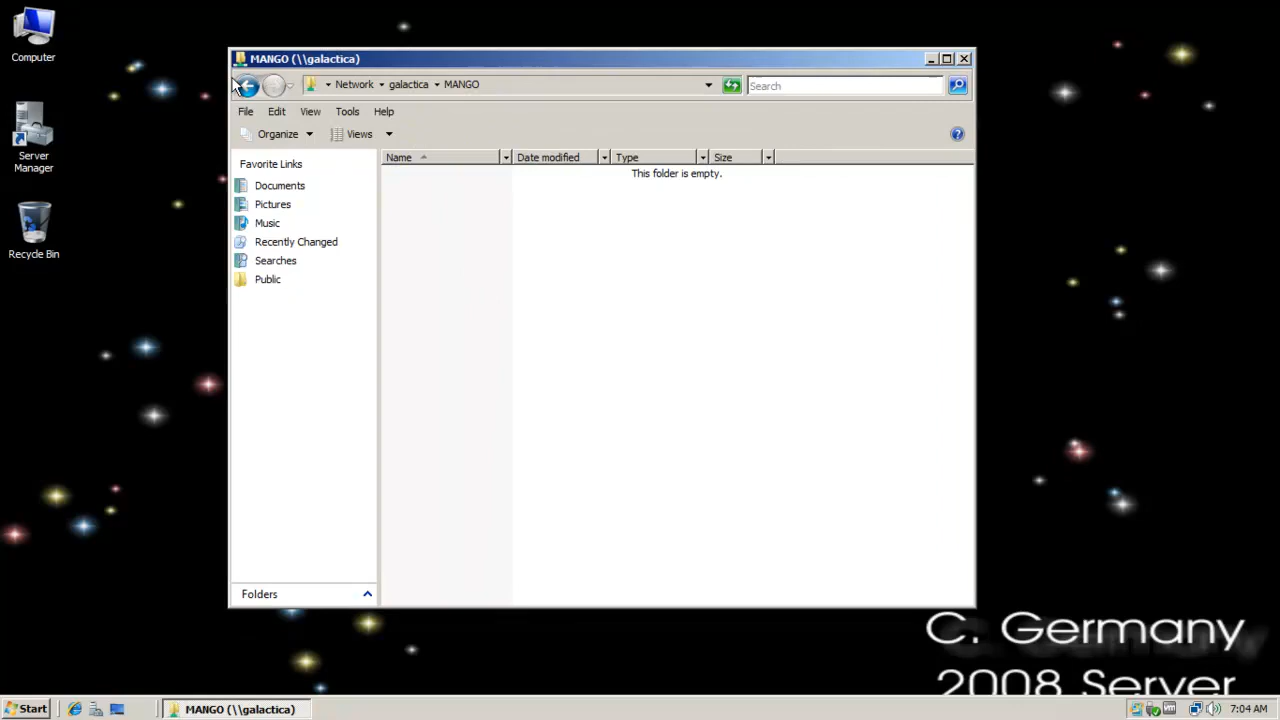 Computer
Server
Manager
Recycle Bin
MANGO (\\galactica)
Network galactica MANGO
Search
File Edit View Tools Help
Organize Views
Favorite Links
Documents
Pictures
Music
Recently Changed
Searches
Public
Folders
Name Date modified Type Size
This folder is empty.
C. Germany
2008 Server
Start
MANGO (\\galactica)
7:04 AM